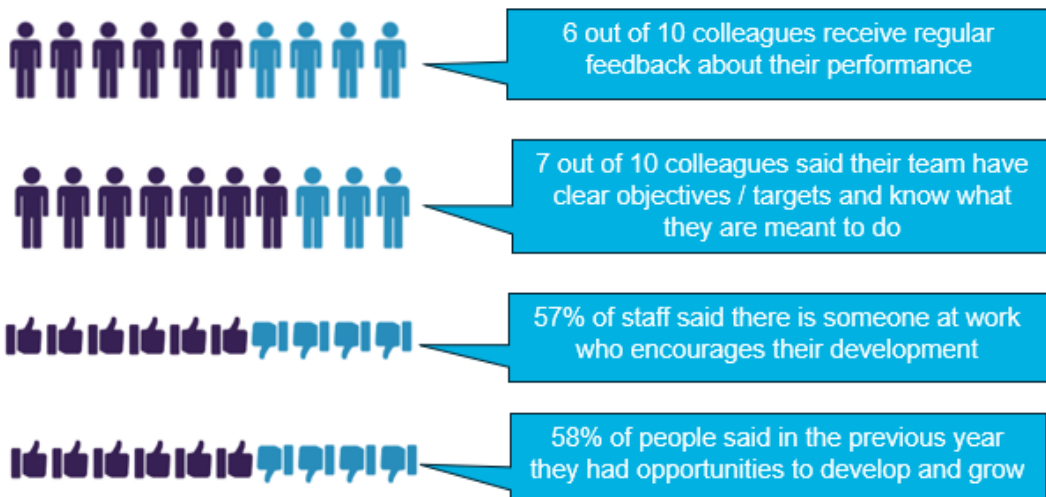 6 out of 10 colleagues receive regular
feedback about their performance
7 out of 10 colleagues said their team have
clear objectives / targets and know what
they are meant to do
57% of staff said there is someone at work
who encourages their development
58% of people said in the previous year
they had opportunities to develop and grow